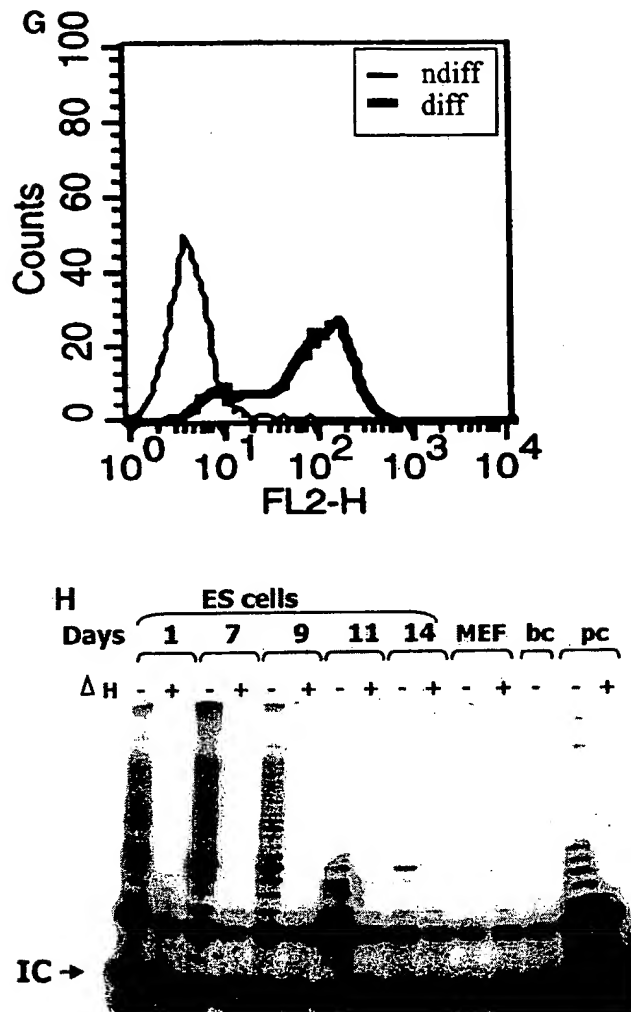 G
100
80
60
40
20
0
Counts
ndiff
diff
10^0 10^1 10^2 10^3 10^4
FL2-H
H ES cells
Days 1 7 9 11 14 MEF bc pc
Δ H - + - + - + - + - + - + - - +
IC →